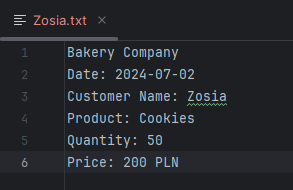 Zosia.txt
1 Bakery Company
2 Date: 2024-07-02
3 Customer Name: Zosia
4 Product: Cookies
5 Quantity: 50
6 Price: 200 PLN